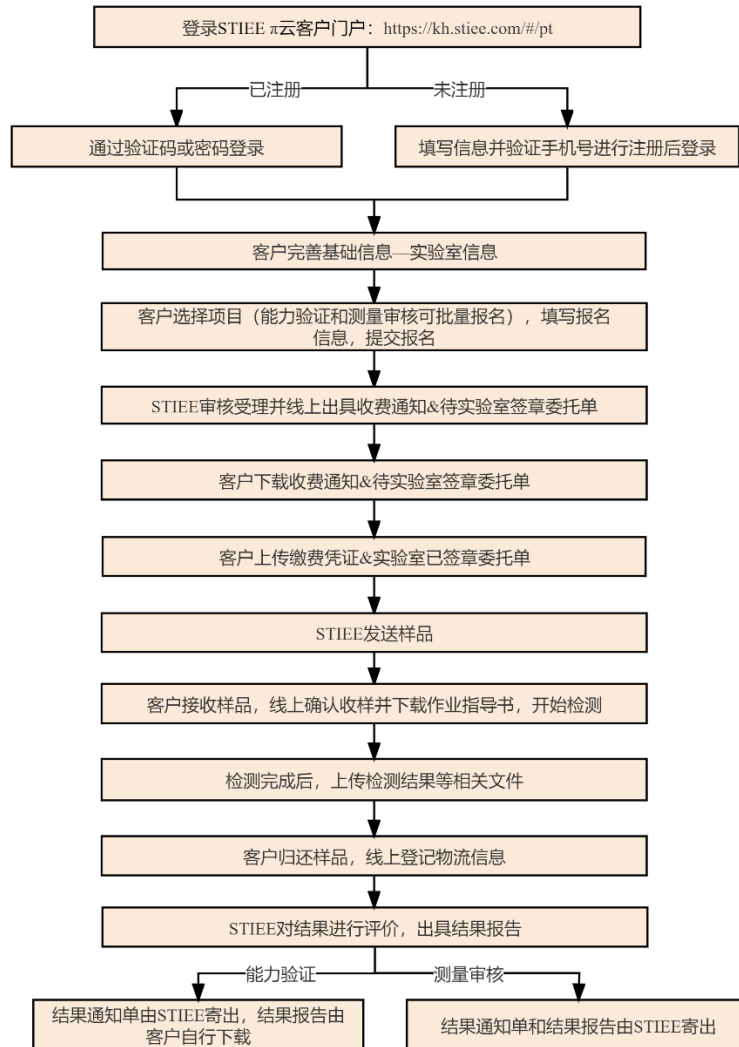 登录STIEE π云客户门户：https://kh.stiee.com/#/pt
已注册
未注册
通过验证码或密码登录
填写信息并验证手机号进行注册后登录
客户完善基础信息—实验室信息
客户选择项目（能力验证和测量审核可批量报名），填写报名
信息，提交报名
STIEE审核受理并线上出具收费通知&待实验室签章委托单
客户下载收费通知&待实验室签章委托单
客户上传缴费凭证&实验室已签章委托单
STIEE发送样品
客户接收样品，线上确认收样并下载作业指导书，开始检测
检测完成后，上传检测结果等相关文件
客户归还样品，线上登记物流信息
STIEE对结果进行评价，出具结果报告
能力验证
测量审核
结果通知单由STIEE寄出，结果报告由
客户自行下载
结果通知单和结果报告由STIEE寄出